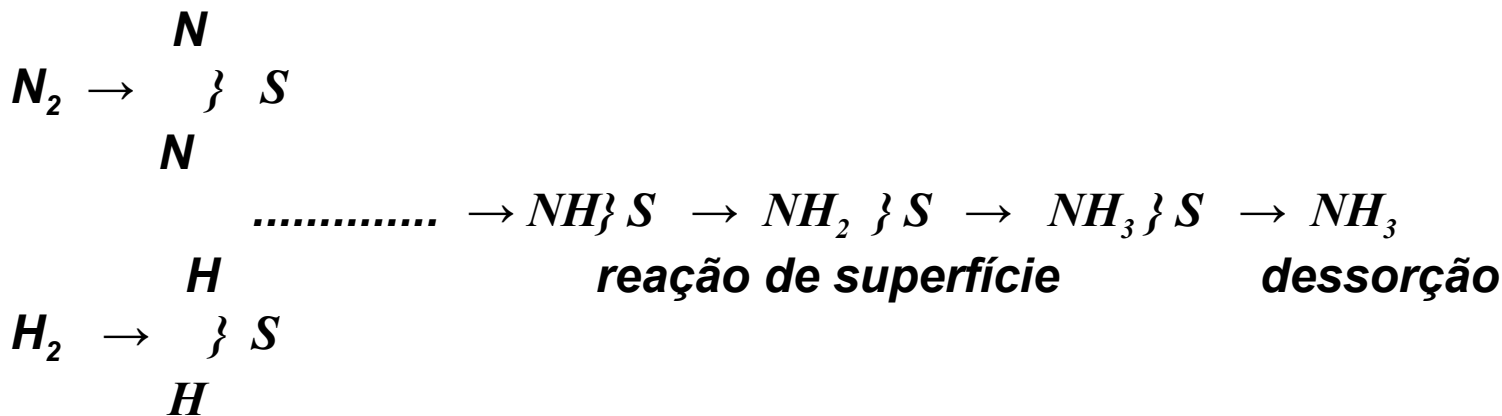 N
N₂ → } S
N
.............. → NH} S → NH₂ } S → NH₃ } S → NH₃
H reação de superfície dessorção
H₂ → } S
H